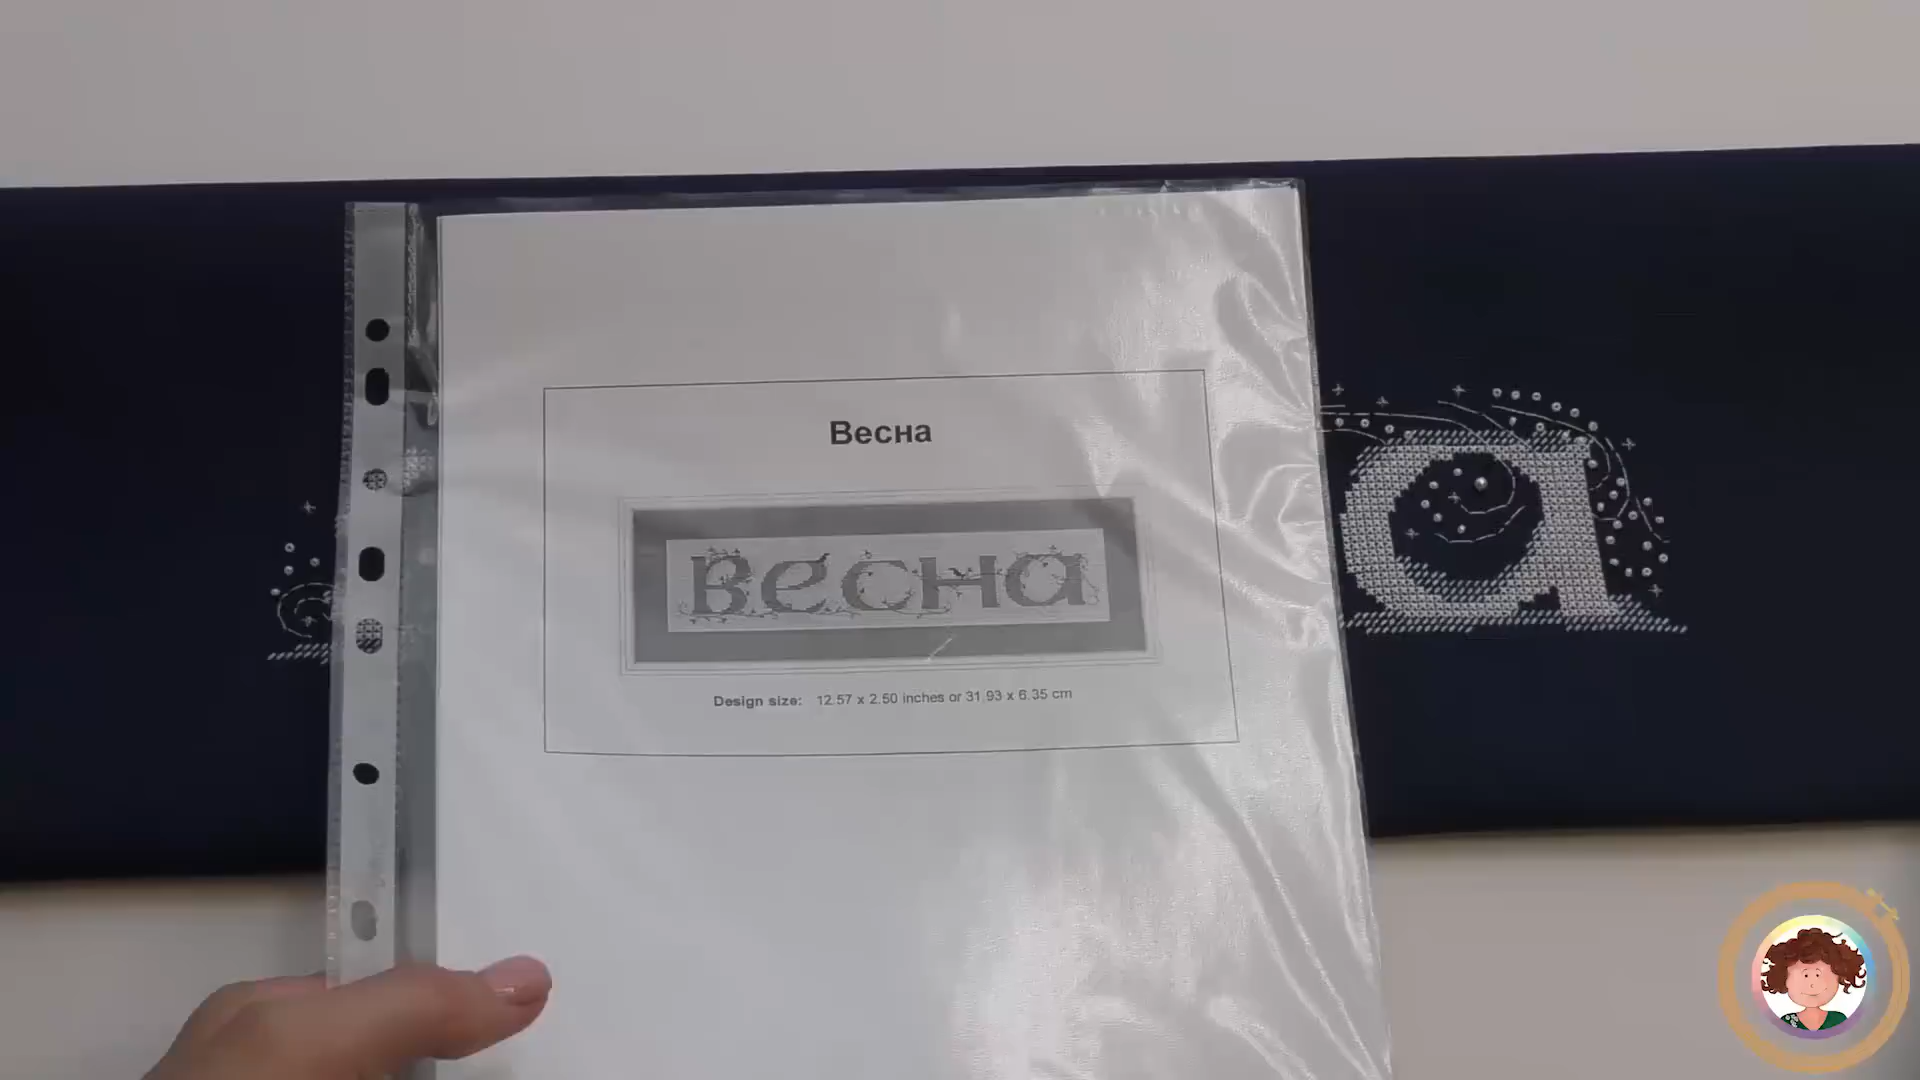 Весна
весна
Design size: 12.57 x 2.50 inches or 31.93 x 6.35 cm
а